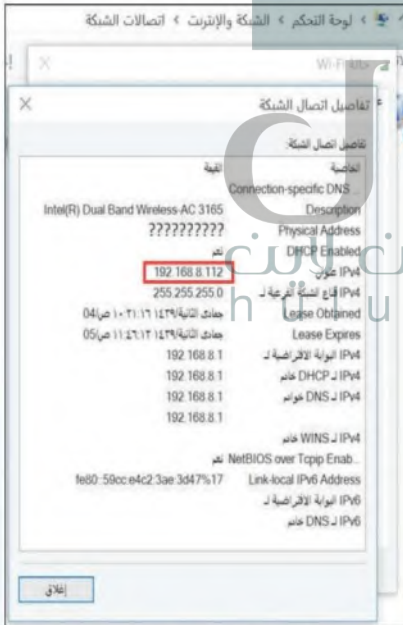 لوحة التحكم › الشبكة والإنترنت › اتصالات الشبكة
حالة Wi-Fi
تفاصيل اتصال الشبكة
تفاصيل اتصال الشبكة:
الخاصية القيمة
Connection-specific DNS ...
Description Intel(R) Dual Band Wireless-AC 3165
Physical Address ??????????
DHCP Enabled نعم
IPv4 عنوان 192.168.8.112
IPv4 قناع الشبكة الفرعية لـ 255.255.255.0
Lease Obtained
Lease Expires
IPv4 البوابة الافتراضية لـ 192.168.8.1
IPv4 لـ DHCP خادم 192.168.8.1
IPv4 لـ DNS خوادم 192.168.8.1
192.168.8.1
IPv4 لـ WINS خادم
NetBIOS over Tcpip Enab... نعم
Link-local IPv6 Address fe80::59cc:e4c2:3ae:3d47%17
IPv6 البوابة الافتراضية لـ
IPv6 لـ DNS خادم
إغلاق